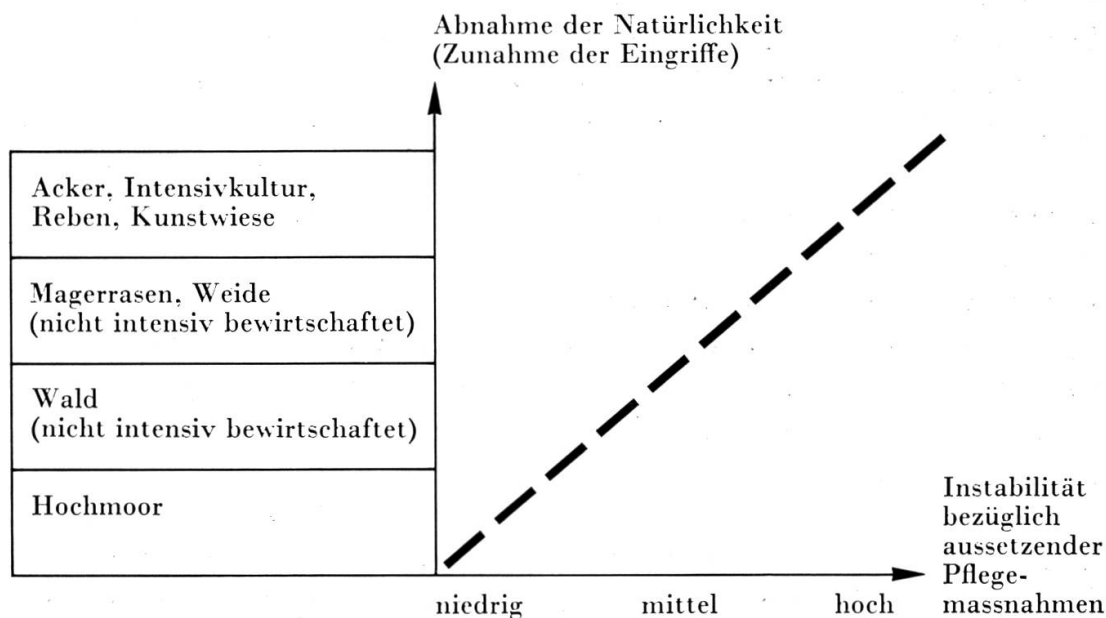 Abnahme der Natürlichkeit
(Zunahme der Eingriffe)
Acker, Intensivkultur,
Reben, Kunstwiese
Magerrasen, Weide
(nicht intensiv bewirtschaftet)
Wald
(nicht intensiv bewirtschaftet)
Hochmoor
Instabilität
bezüglich
aussetzender
Pflege-
massnahmen
niedrig
mittel
hoch